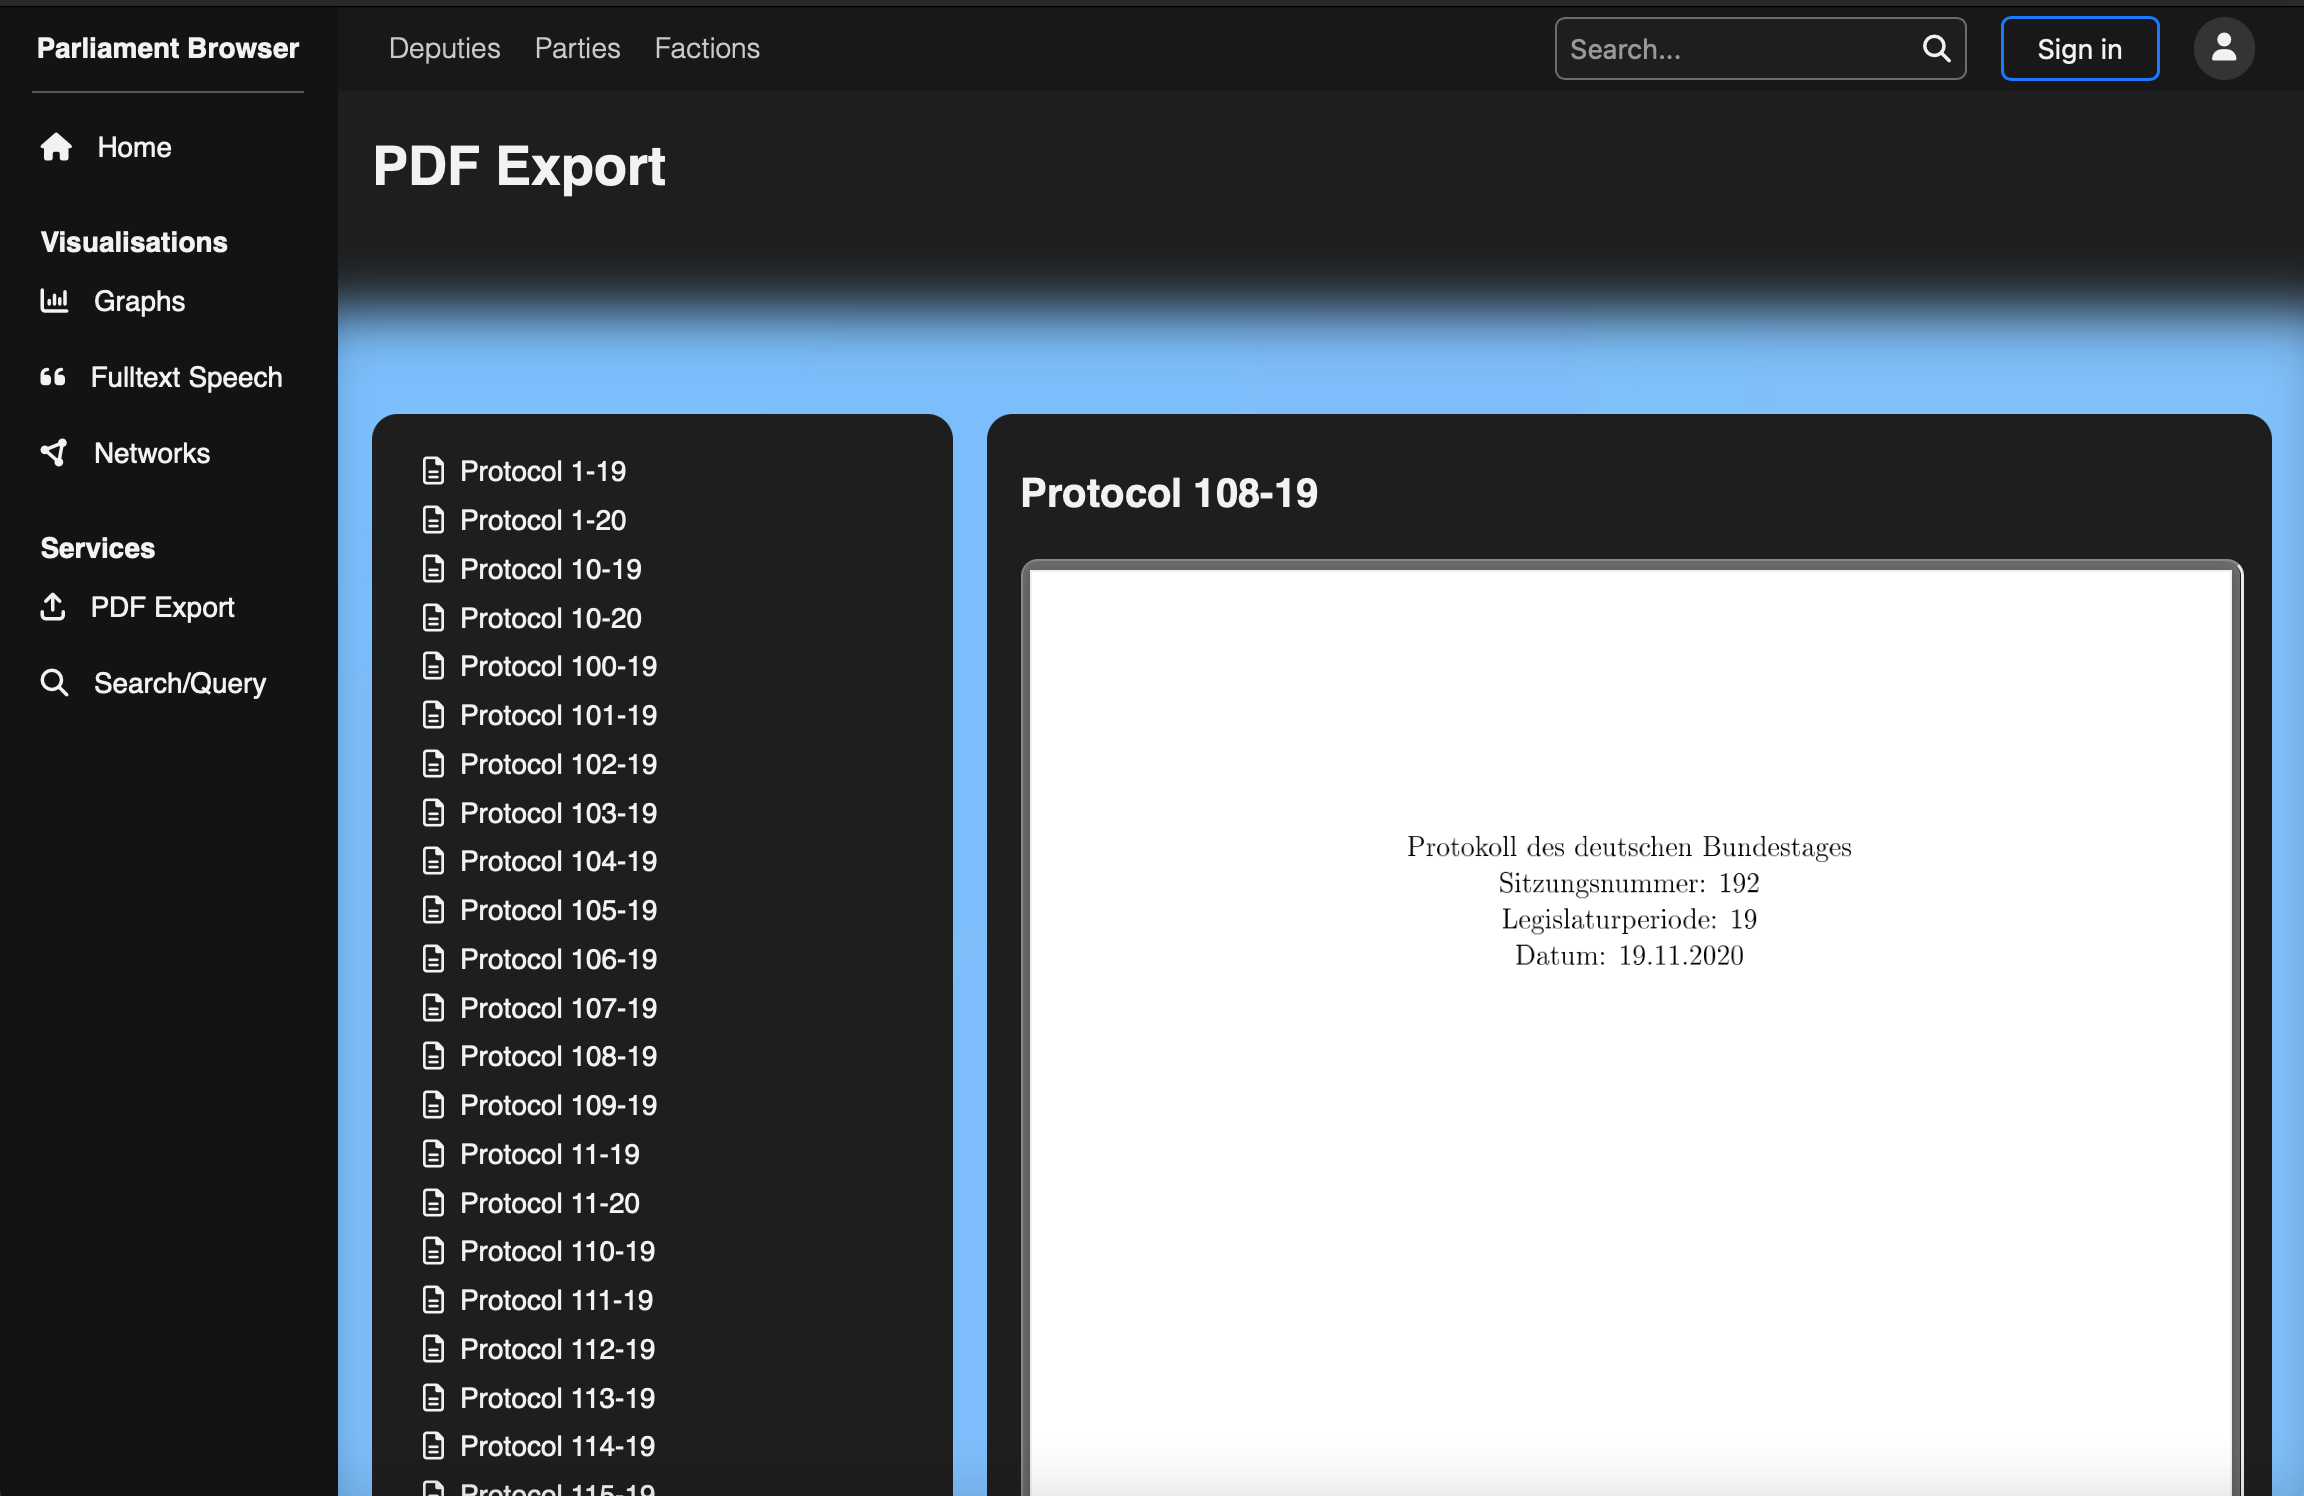 Parliament Browser
Deputies Parties Factions
Search...
Sign in
Home
Visualisations
Graphs
Fulltext Speech
Networks
Services
PDF Export
Search/Query
PDF Export
Protocol 1-19
Protocol 1-20
Protocol 10-19
Protocol 10-20
Protocol 100-19
Protocol 101-19
Protocol 102-19
Protocol 103-19
Protocol 104-19
Protocol 105-19
Protocol 106-19
Protocol 107-19
Protocol 108-19
Protocol 109-19
Protocol 11-19
Protocol 11-20
Protocol 110-19
Protocol 111-19
Protocol 112-19
Protocol 113-19
Protocol 114-19
Protocol 115-19
Protocol 108-19
Protokoll des deutschen Bundestages
Sitzungsnummer: 192
Legislaturperiode: 19
Datum: 19.11.2020